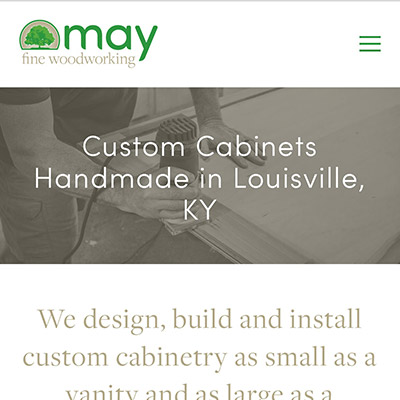 may
fine woodworking
Custom Cabinets
Handmade in Louisville,
KY
We design, build and install
custom cabinetry as small as a
vanity and as large as a